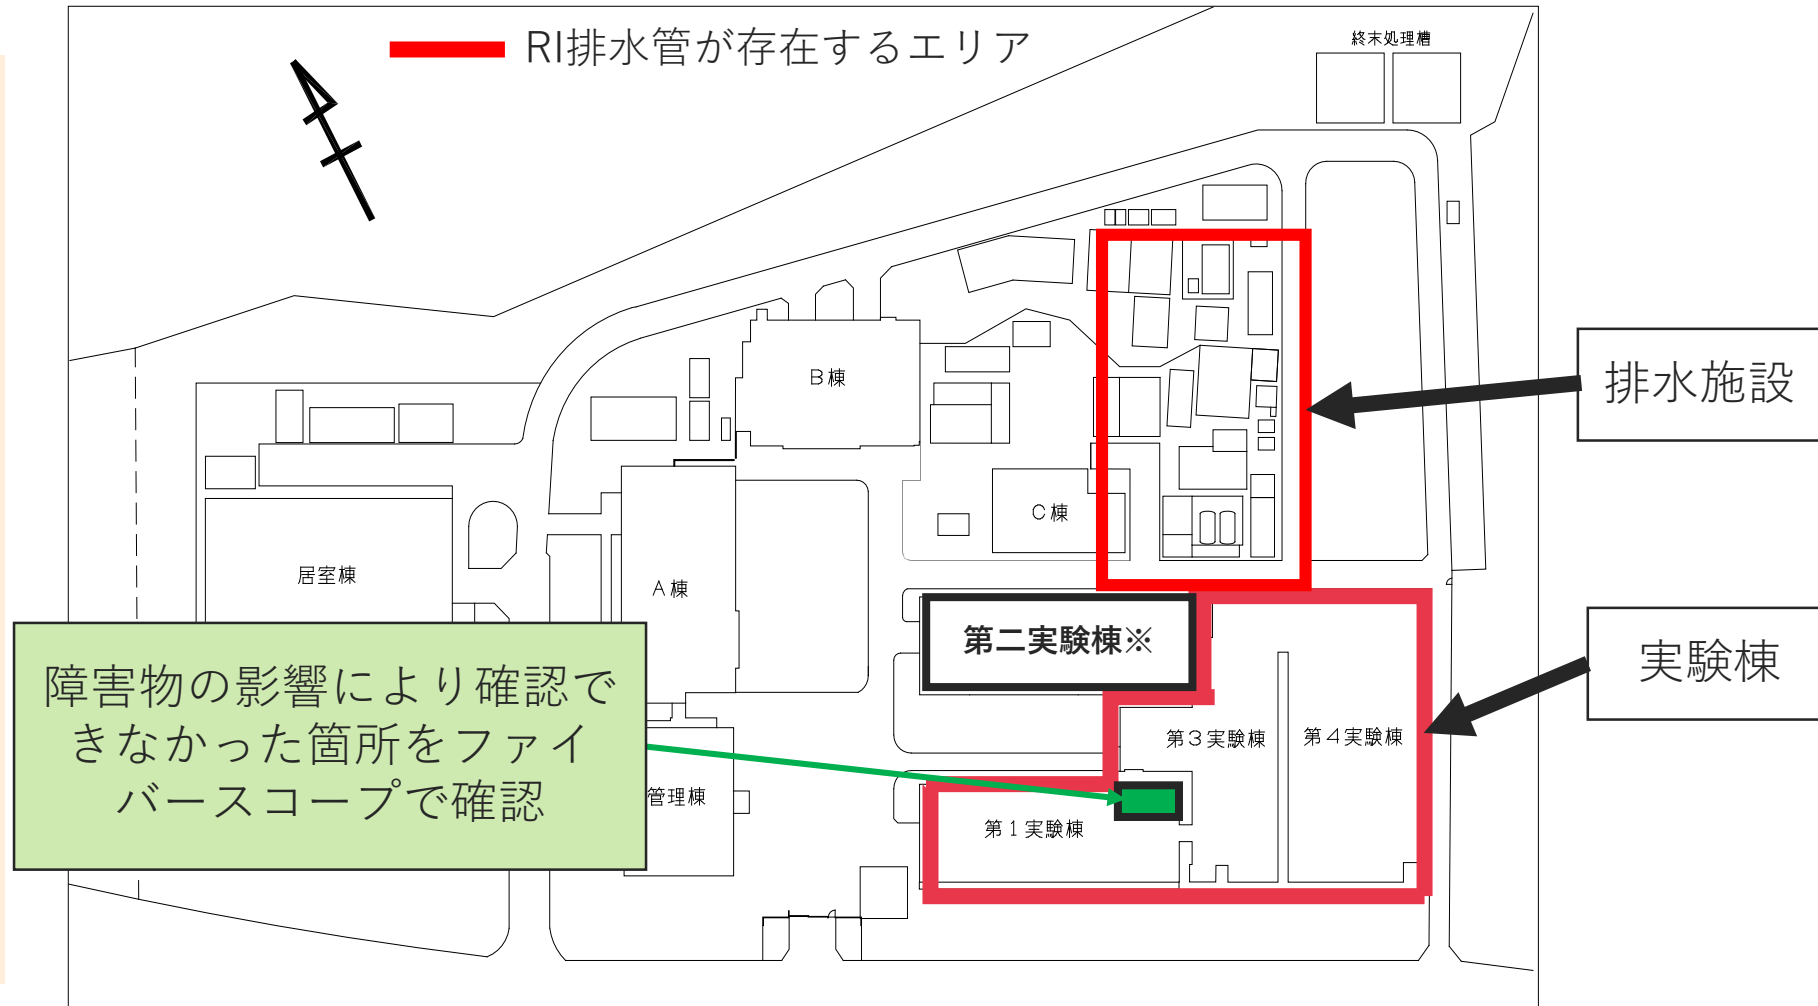 RI排水管が存在するエリア
終末処理槽
B棟
排水施設
C棟
居室棟
A棟
第二実験棟※
実験棟
障害物の影響により確認で
きなかった箇所をファイ
バースコープで確認
第3実験棟
第4実験棟
管理棟
第1実験棟